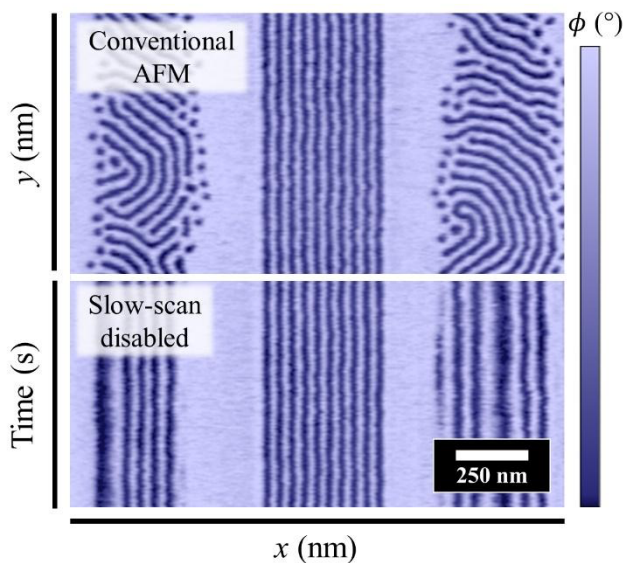 Conventional
AFM
ϕ (°)
y (nm)
Slow-scan
disabled
Time (s)
250 nm
x (nm)